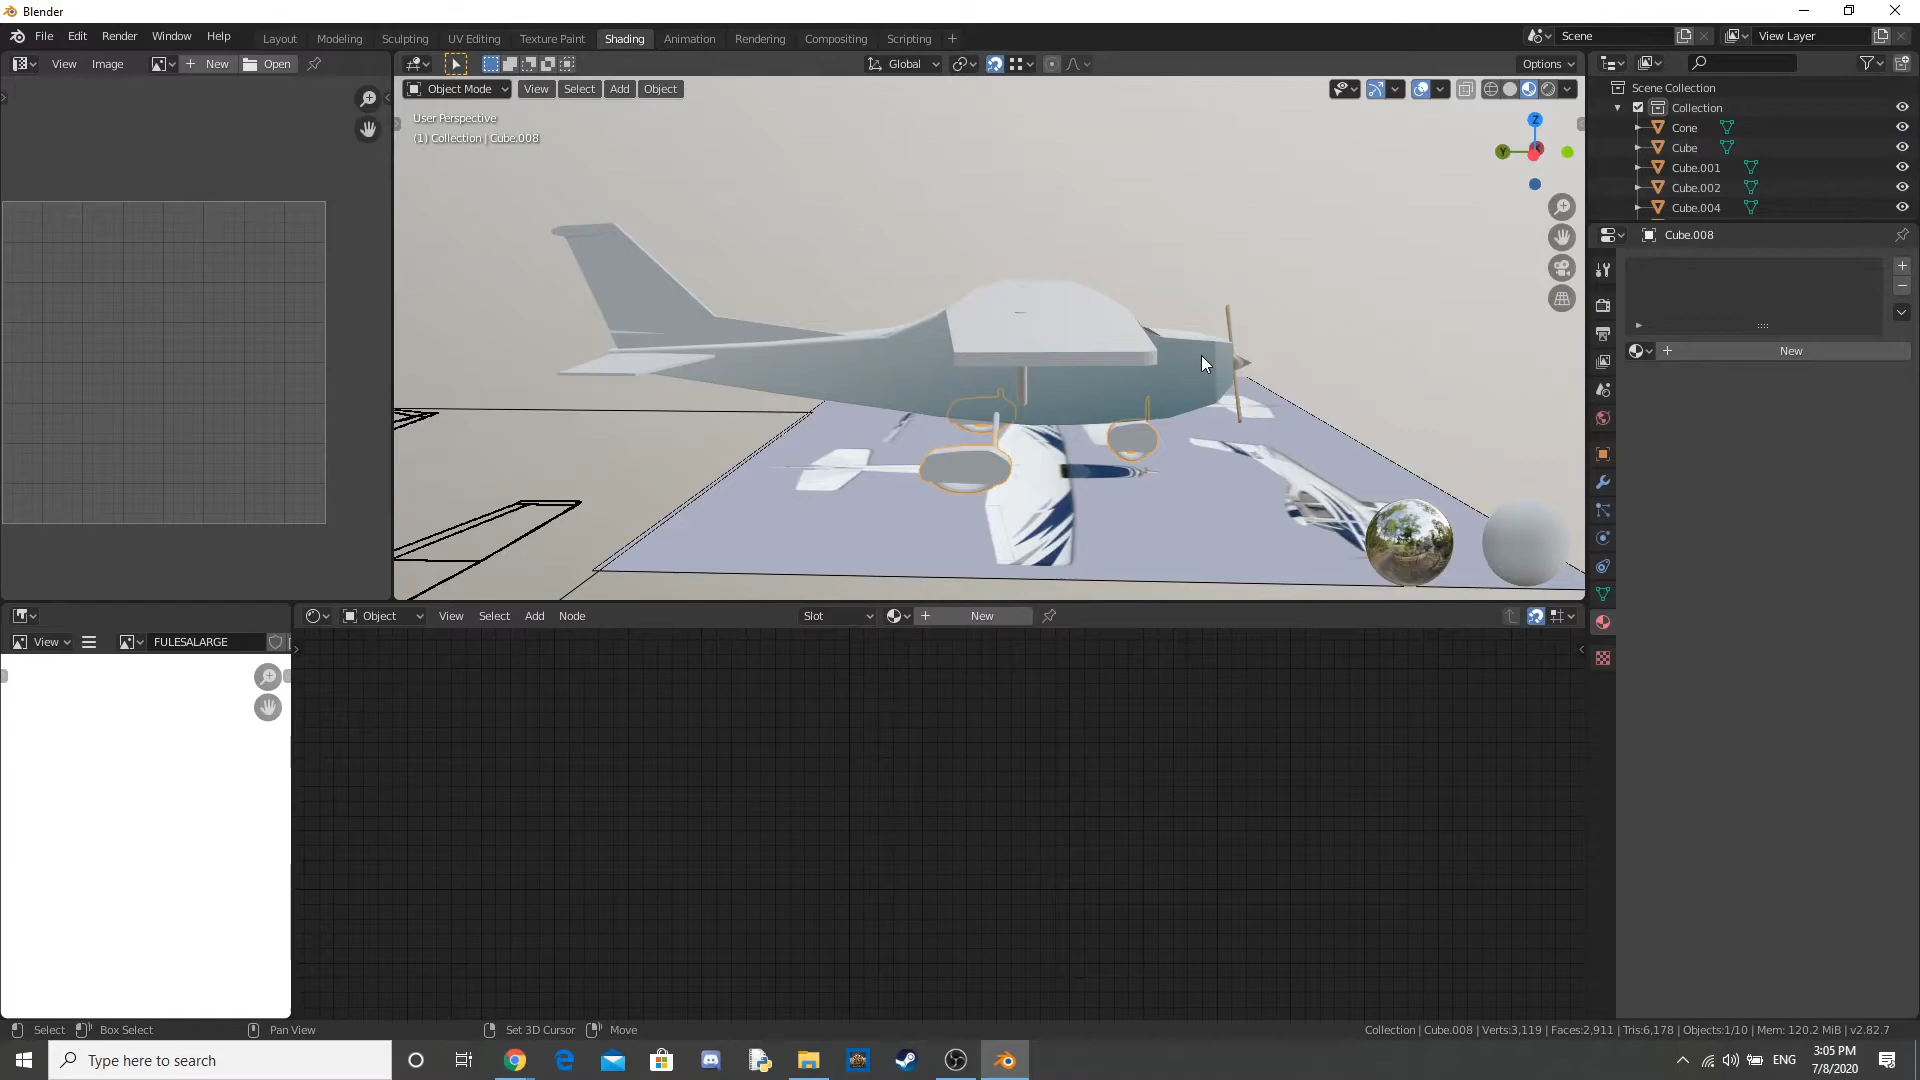 Blender
File Edit Render Window Help
Layout Modeling Sculpting UV Editing Texture Paint Shading Animation Rendering Compositing Scripting +
Scene
View Layer
View Image
+ New Open
Global
Options
Object Mode View Select Add Object
User Perspective
(1) Collection | Cube.008
Z
Y
Scene Collection
Collection
Cone
Cube
Cube.001
Cube.002
Cube.004
Cube.008
+ New
Object View Select Add Node
Slot
+ New
View
FULESALARGE
Select Box Select Pan View Set 3D Cursor Move
Collection | Cube.008 | Verts:3,119 | Faces:2,911 | Tris:6,178 | Objects:1/10 | Mem: 120.2 MiB | v2.82.7
Type here to search
ENG
3:05 PM
7/8/2020